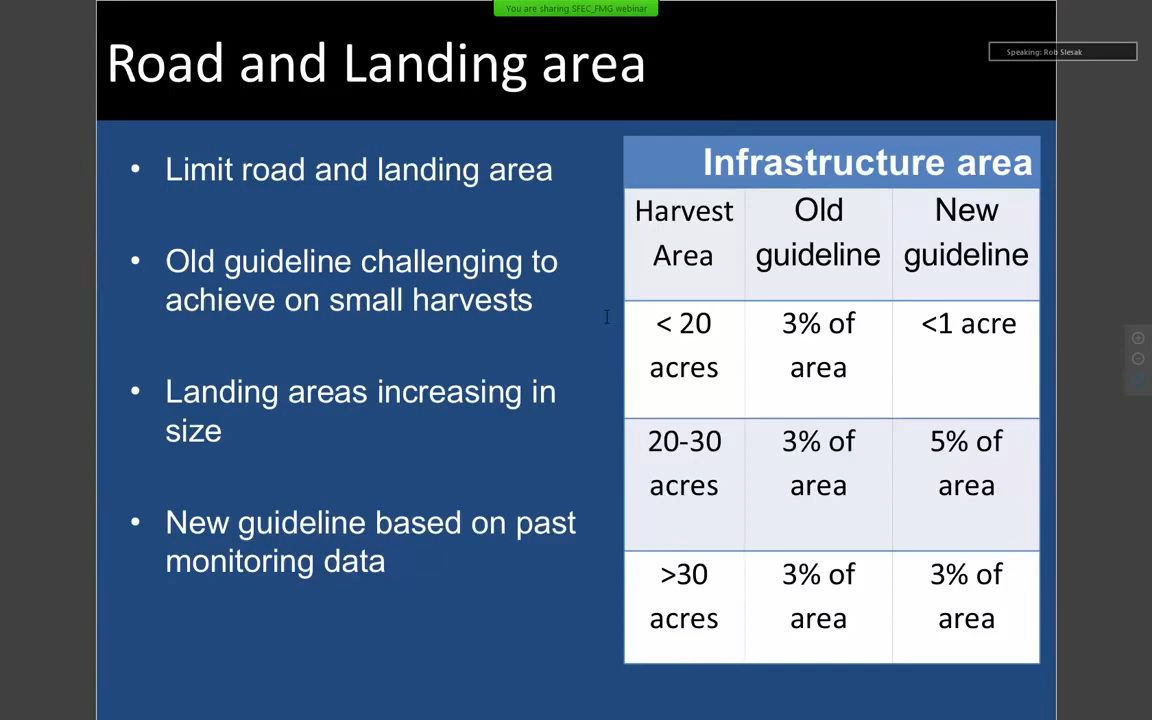 You are sharing SFEC_FMG webinar
Road and Landing area
Speaking: Rob Slesak
• Limit road and landing area
• Old guideline challenging to
achieve on small harvests
• Landing areas increasing in
size
• New guideline based on past
monitoring data
Infrastructure area
Harvest Area Old guideline New guideline
< 20 acres 3% of area <1 acre
20-30 acres 3% of area 5% of area
>30 acres 3% of area 3% of area